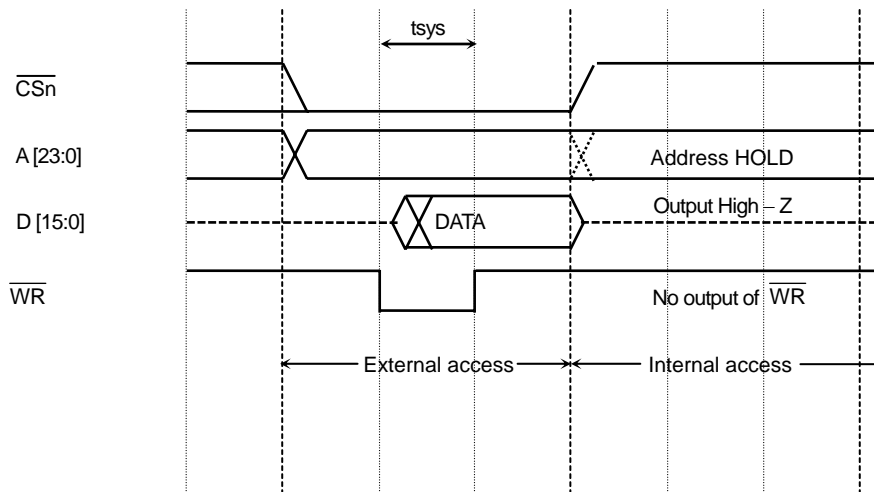 tsys
CSn
A [23:0]
Address HOLD
D [15:0]
DATA
Output High – Z
WR
No output of WR
External access
Internal access